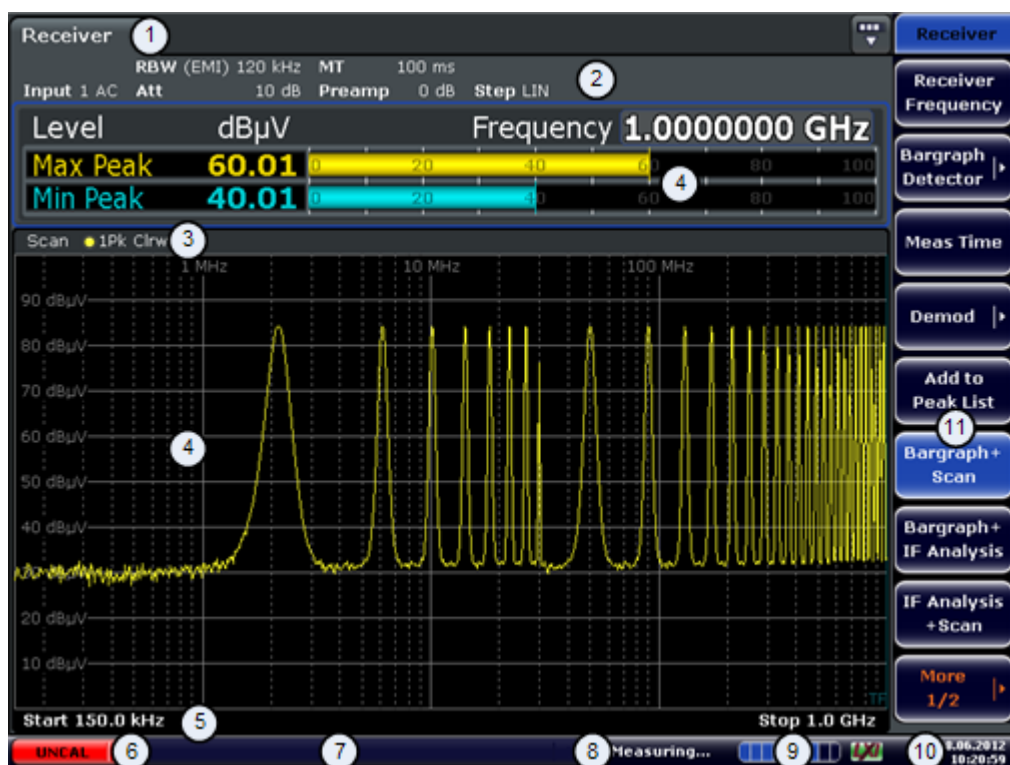 Receiver 1
RBW (EMI) 120 kHz MT 100 ms
Input 1 AC Att 10 dB Preamp 0 dB Step LIN 2
Level dBµV Frequency 1.0000000 GHz
Max Peak 60.01 0 20 40 60 80 100
4
Min Peak 40.01 0 20 40 60 80 100
Scan 1Pk Clrw 3
1 MHz 10 MHz 100 MHz
90 dBµV
80 dBµV
70 dBµV
60 dBµV
4
50 dBµV
40 dBµV
20 dBµV
10 dBµV
TF
Start 150.0 kHz 5 Stop 1.0 GHz
UNCAL 6 7 8 Measuring... 9 LXI 10 .06.2012
10:20:59
Receiver
Receiver
Frequency
Bargraph
Detector
Meas Time
Demod
Add to
Peak List
11
Bargraph+
Scan
Bargraph+
IF Analysis
IF Analysis
+Scan
More
1/2